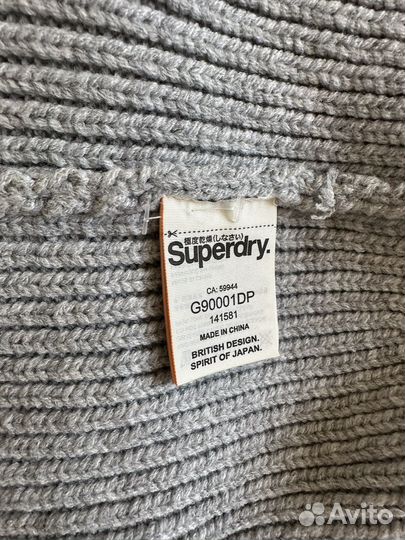 極度乾燥(しなさい)
Superdry.
CA: 59944
G90001DP
141581
MADE IN CHINA
BRITISH DESIGN.
SPIRIT OF JAPAN.
Avito